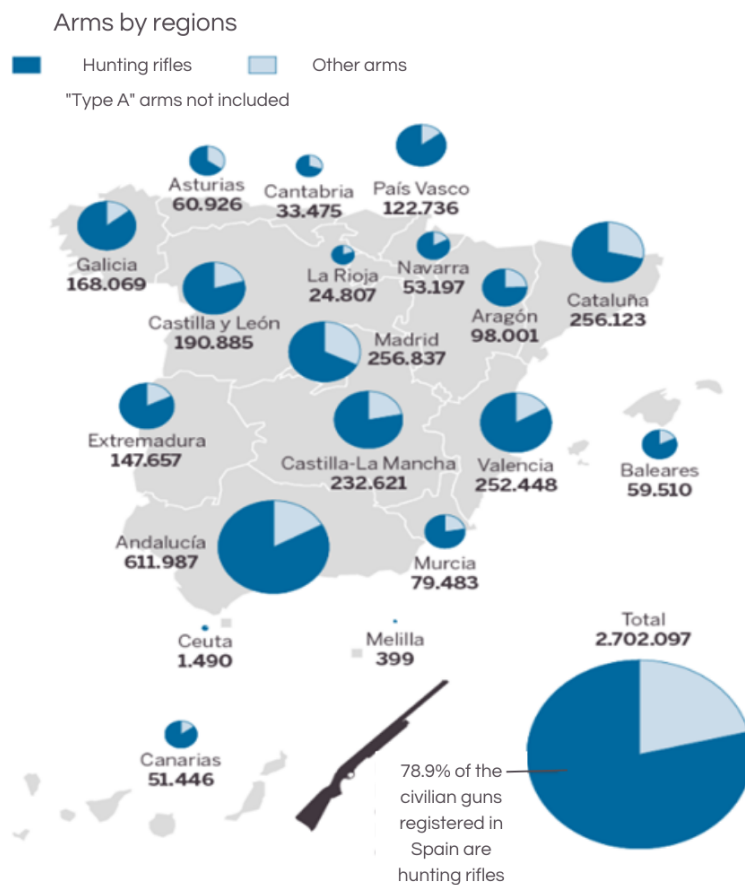 Arms by regions
Hunting rifles
Other arms
"Type A" arms not included
Asturias
60.926
Cantabria
33.475
País Vasco
122.736
Galicia
168.069
La Rioja
24.807
Navarra
53.197
Cataluña
256.123
Castilla y León
190.885
Aragón
98.001
Madrid
256.837
Extremadura
147.657
Castilla-La Mancha
232.621
Valencia
252.448
Baleares
59.510
Andalucía
611.987
Murcia
79.483
Ceuta
1.490
Melilla
399
Total
2.702.097
Canarias
51.446
78.9% of the
civilian guns
registered in
Spain are
hunting rifles